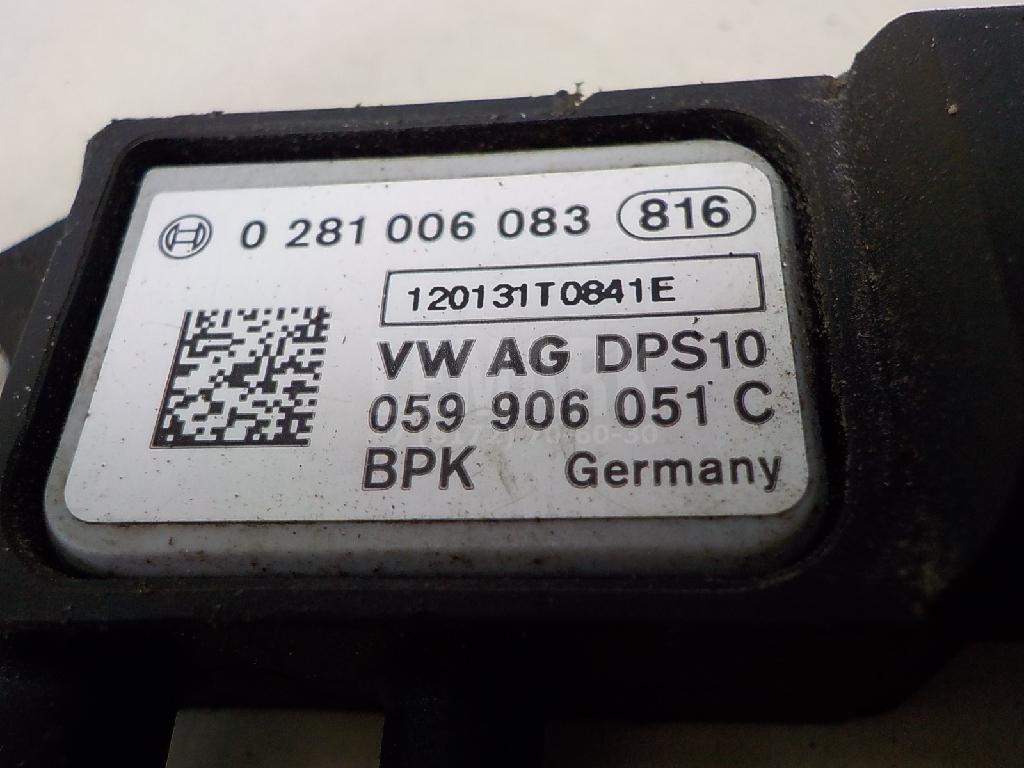 0 281 006 083 816
120131T0841E
VW AG DPS10
059 906 051 C
BPK Germany